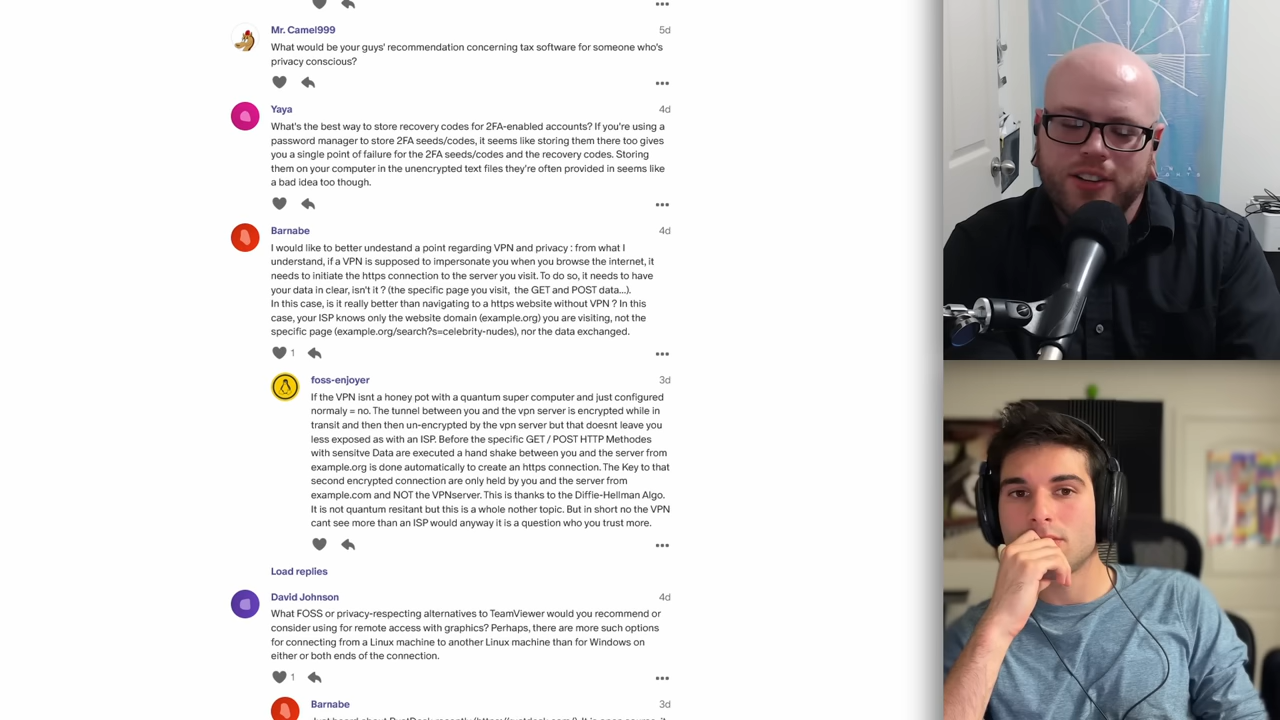 Mr. Camel999
5d
What would be your guys' recommendation concerning tax software for someone who's
privacy conscious?
Yaya
4d
What's the best way to store recovery codes for 2FA-enabled accounts? If you're using a
password manager to store 2FA seeds/codes, it seems like storing them there too gives
you a single point of failure for the 2FA seeds/codes and the recovery codes. Storing
them on your computer in the unencrypted text files they're often provided in seems like
a bad idea too though.
Barnabe
4d
I would like to better undestand a point regarding VPN and privacy : from what I
understand, if a VPN is supposed to impersonate you when you browse the internet, it
needs to initiate the https connection to the server you visit. To do so, it needs to have
your data in clear, isn't it ? (the specific page you visit,  the GET and POST data...).
In this case, is it really better than navigating to a https website without VPN ? In this
case, your ISP knows only the website domain (example.org) you are visiting, not the
specific page (example.org/search?s=celebrity-nudes), nor the data exchanged.
1
foss-enjoyer
3d
If the VPN isnt a honey pot with a quantum super computer and just configured
normaly = no. The tunnel between you and the vpn server is encrypted while in
transit and then then un-encrypted by the vpn server but that doesnt leave you
less exposed as with an ISP. Before the specific GET / POST HTTP Methodes
with sensitve Data are executed a hand shake between you and the server from
example.org is done automatically to create an https connection. The Key to that
second encrypted connection are only held by you and the server from
example.com and NOT the VPNserver. This is thanks to the Diffie-Hellman Algo.
It is not quantum resitant but this is a whole nother topic. But in short no the VPN
cant see more than an ISP would anyway it is a question who you trust more.
Load replies
David Johnson
4d
What FOSS or privacy-respecting alternatives to TeamViewer would you recommend or
consider using for remote access with graphics? Perhaps, there are more such options
for connecting from a Linux machine to another Linux machine than for Windows on
either or both ends of the connection.
1
Barnabe
3d